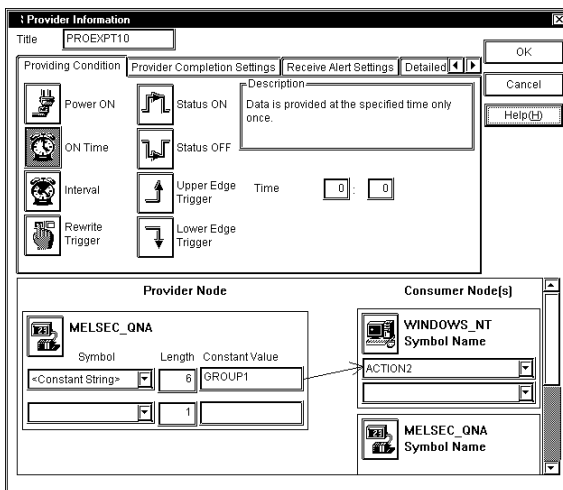 Provider Information
Title PROEXPT10
OK
Cancel
Help(H)
Providing Condition Provider Completion Settings Receive Alert Settings Detailed
Power ON
Status ON
Description
Data is provided at the specified time only
once.
ON Time
Status OFF
Interval
Upper Edge
Trigger
Time 0 : 0
Rewrite
Trigger
Lower Edge
Trigger
Provider Node
Consumer Node(s)
MELSEC_QNA
Symbol Length Constant Value
<Constant String> 6 GROUP1
1
WINDOWS_NT
Symbol Name
ACTION2
MELSEC_QNA
Symbol Name